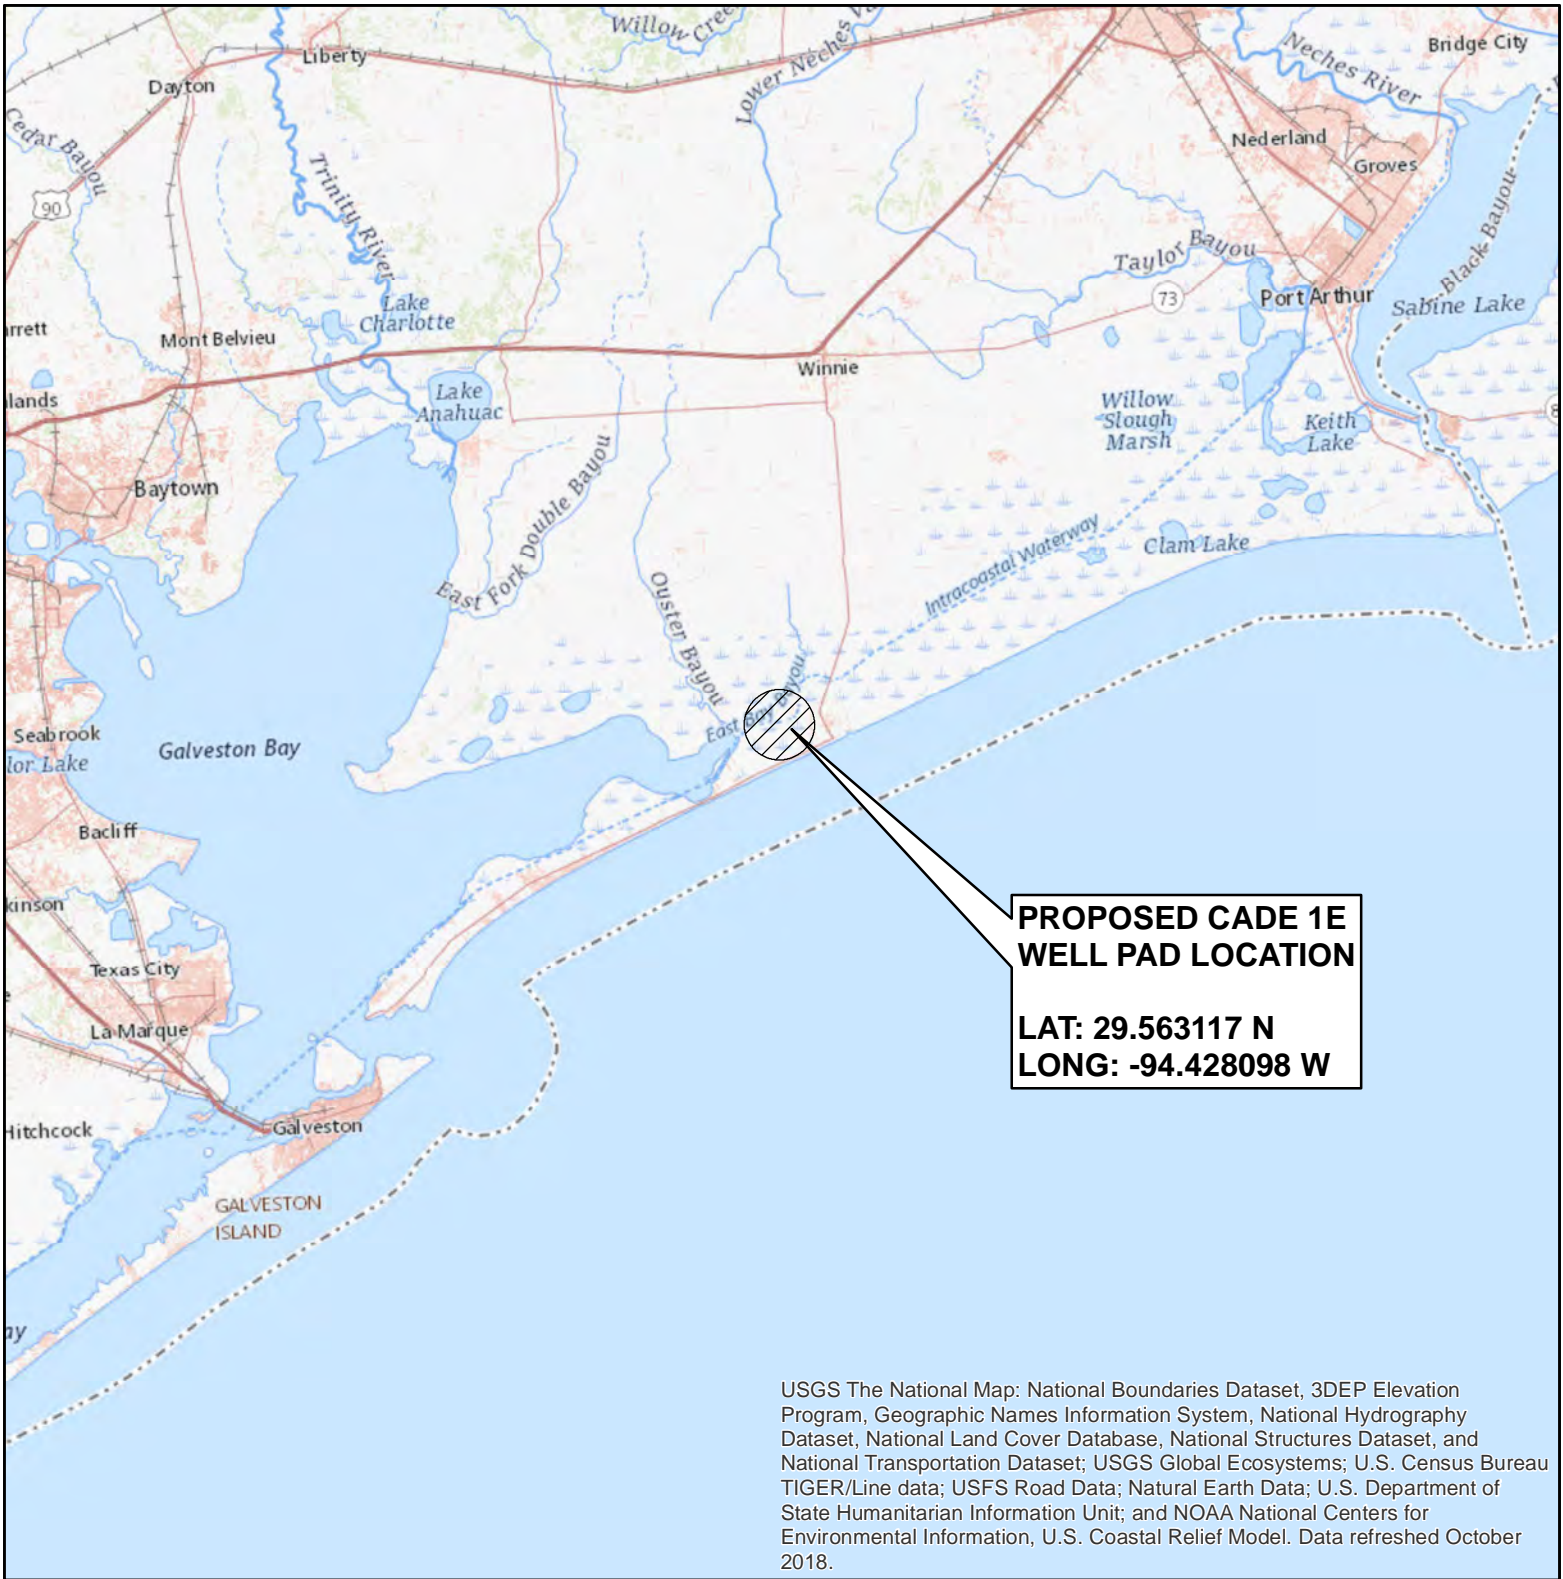 Willow Cree
Lower Neches Va
Neches River
Bridge City
Liberty
Dayton
Cedar Bayou
90
Trinity River
Nederland
Groves
Black Bayou
Taylor Bayou
73
Port Arthur
Sabine Lake
Lake
Charlotte
arrett
Mont Belvieu
Winnie
Lake
Anahuac
lands
Willow
Slough
Marsh
Keith
Lake
8
Baytown
East Fork Double Bayou
Oyster Bayou
Intracoastal Waterway
Clam Lake
East Bay Bayou
Seabrook
lor Lake
Galveston Bay
Bacliff
kinson
PROPOSED CADE 1E
WELL PAD LOCATION
LAT: 29.563117 N
LONG: -94.428098 W
Texas City
e
La Marque
Hitchcock
Galveston
GALVESTON
ISLAND
ay
USGS The National Map: National Boundaries Dataset, 3DEP Elevation
Program, Geographic Names Information System, National Hydrography
Dataset, National Land Cover Database, National Structures Dataset, and
National Transportation Dataset; USGS Global Ecosystems; U.S. Census Bureau
TIGER/Line data; USFS Road Data; Natural Earth Data; U.S. Department of
State Humanitarian Information Unit; and NOAA National Centers for
Environmental Information, U.S. Coastal Relief Model. Data refreshed October
2018.